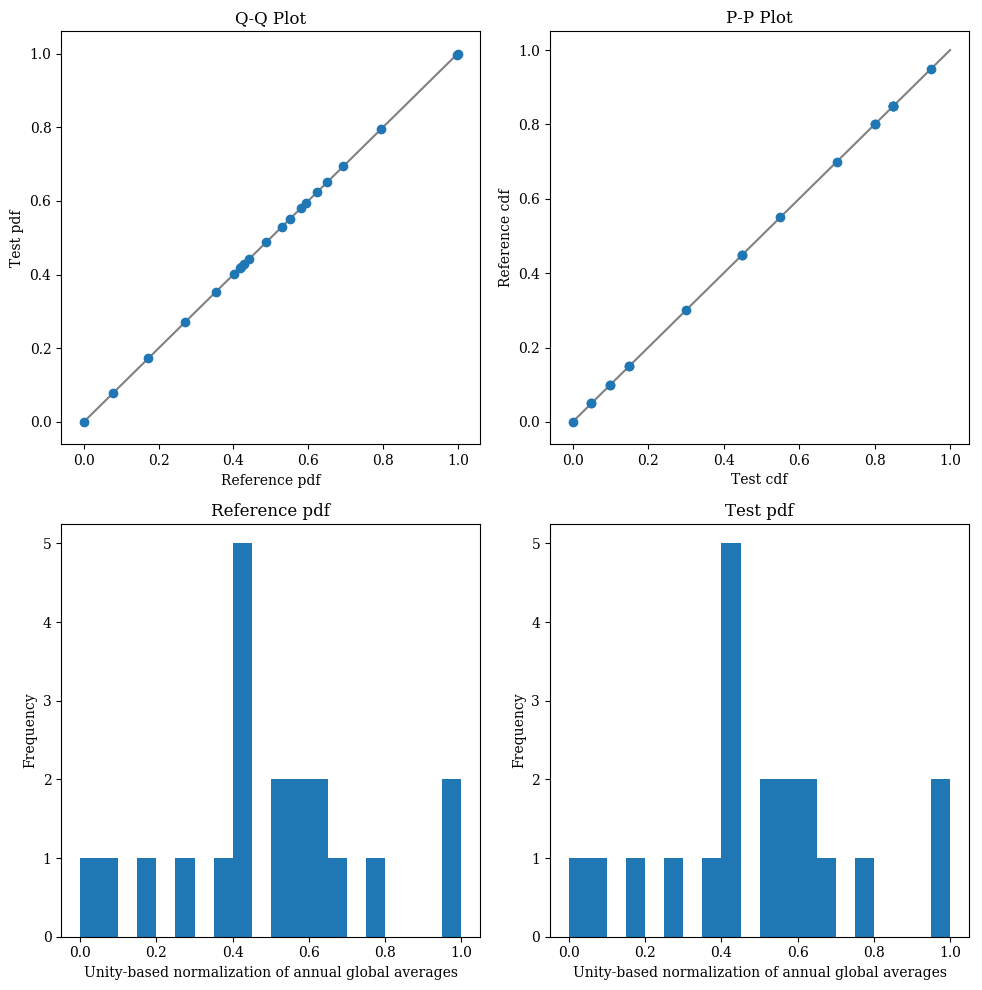 Q-Q Plot
1.0
0.8
0.6
0.4
0.2
0.0
Test pdf
0.0 0.2 0.4 0.6 0.8 1.0
Reference pdf
P-P Plot
1.0
0.8
0.6
0.4
0.2
0.0
Reference cdf
0.0 0.2 0.4 0.6 0.8 1.0
Test cdf
Reference pdf
5
4
3
2
1
0
Frequency
0.0 0.2 0.4 0.6 0.8 1.0
Unity-based normalization of annual global averages
Test pdf
5
4
3
2
1
0
Frequency
0.0 0.2 0.4 0.6 0.8 1.0
Unity-based normalization of annual global averages